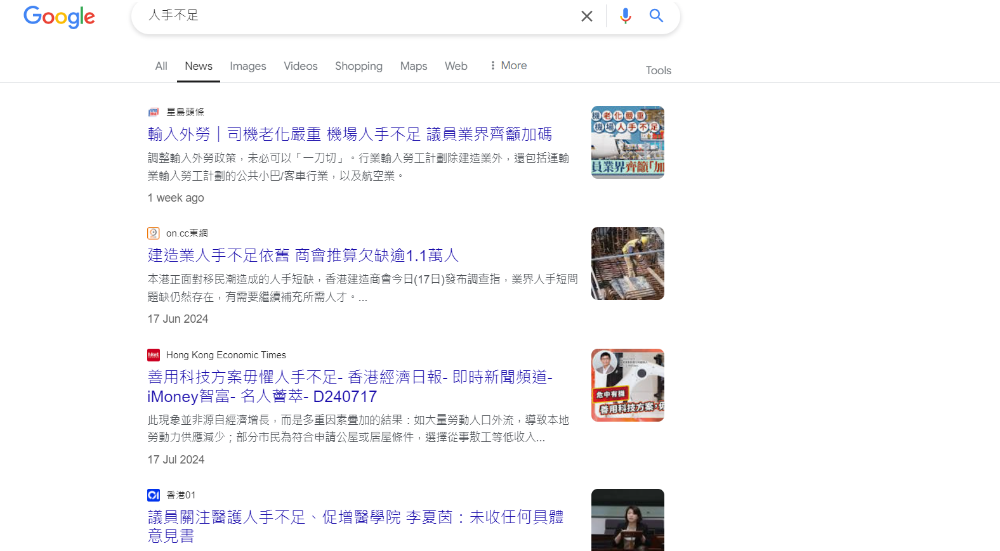 Google
人手不足
All News Images Videos Shopping Maps Web More Tools
星島頭條
輸入外勞｜司機老化嚴重 機場人手不足 議員業界齊籲加碼
調整輸入外勞政策，未必可以「一刀切」。行業輸入勞工計劃除建造業外，還包括運輸
業輸入勞工計劃的公共小巴/客車行業，以及航空業。
1 week ago
機老化嚴重
機場人手不足
員業界齊籲「加
on.cc東網
建造業人手不足依舊 商會推算欠缺逾1.1萬人
本港正面對移民潮造成的人手短缺，香港建造商會今日(17日)發布調查指，業界人手短問
題缺仍然存在，有需要繼續補充所需人才。...
17 Jun 2024
Hong Kong Economic Times
善用科技方案毋懼人手不足- 香港經濟日報- 即時新聞頻道-
iMoney智富- 名人薈萃- D240717
此現象並非源自經濟增長，而是多重因素疊加的結果：如大量勞動人口外流，導致本地
勞動力供應減少；部分市民為符合申請公屋或居屋條件，選擇從事散工等低收入...
17 Jul 2024
危中有機
善用科技方案，毋
香港01
議員關注醫護人手不足、促增醫學院 李夏茵：未收任何具體
意見書